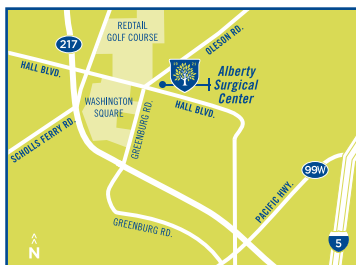 REDTAIL
GOLF COURSE
OLESON RD.
217
HALL BLVD.
Alberty
Surgical
Center
WASHINGTON
SQUARE
HALL BLVD.
GREENBURG RD.
SCHOLLS FERRY RD.
99W
PACIFIC HWY.
GREENBURG RD.
N
5